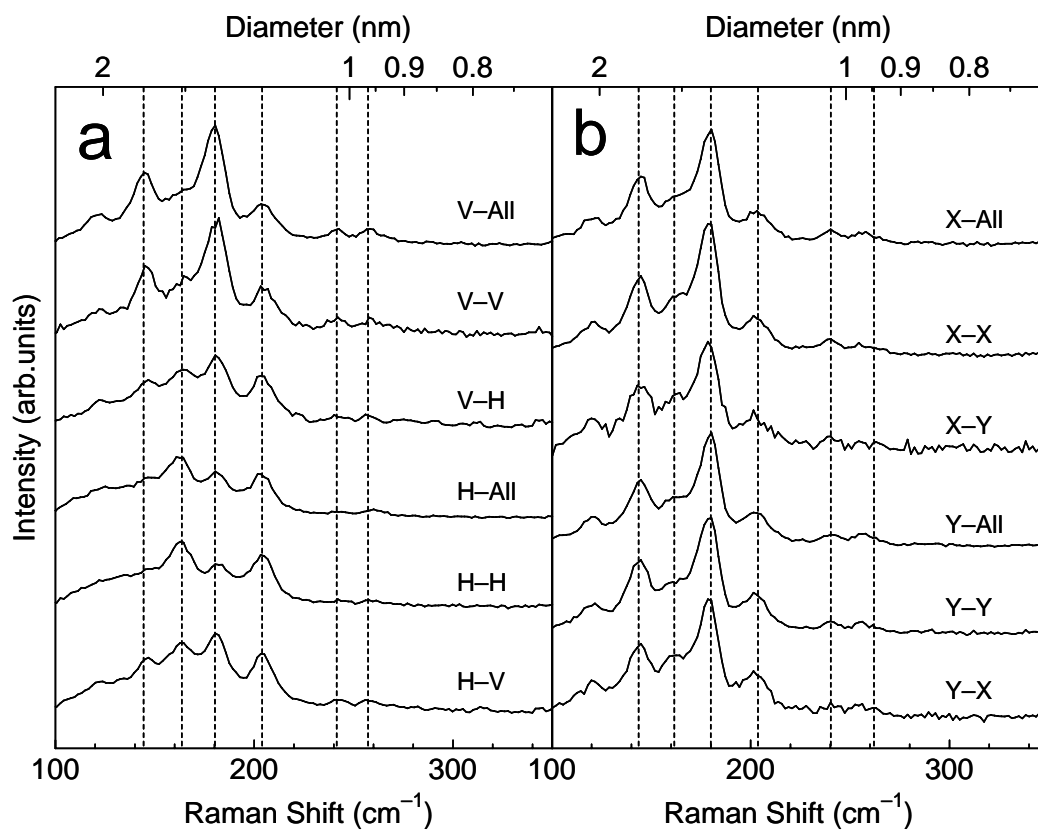 Diameter (nm)
2 1 0.9 0.8
a
V–All
V–V
V–H
H–All
H–H
H–V
Intensity (arb.units)
100 200 300
Raman Shift (cm⁻¹)
Diameter (nm)
2 1 0.9 0.8
b
X–All
X–X
X–Y
Y–All
Y–Y
Y–X
100 200 300
Raman Shift (cm⁻¹)